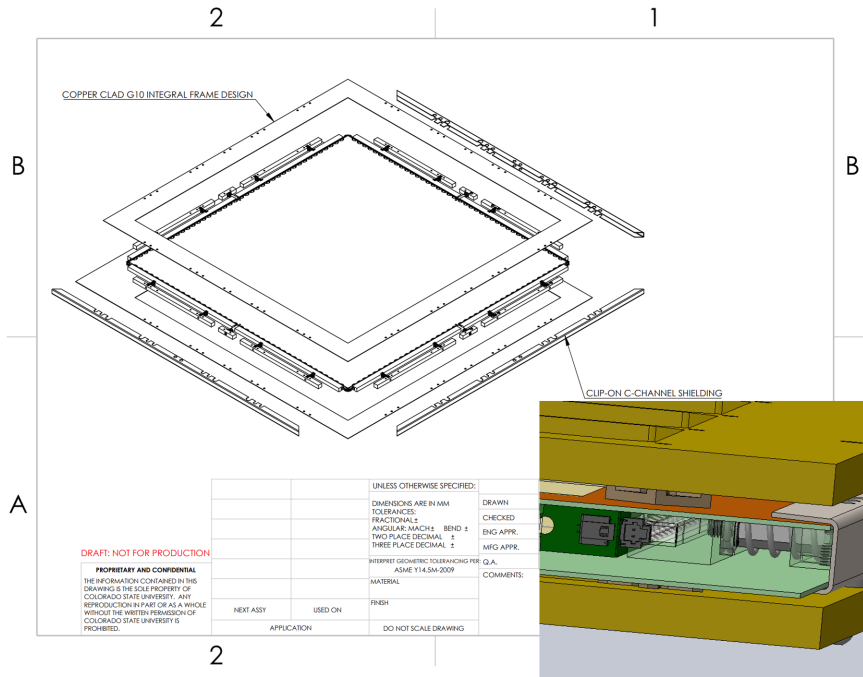 2
1
COPPER CLAD G10 INTEGRAL FRAME DESIGN
B
B
CLIP-ON C-CHANNEL SHIELDING
A
DRAFT: NOT FOR PRODUCTION
PROPRIETARY AND CONFIDENTIAL
THE INFORMATION CONTAINED IN THIS
DRAWING IS THE SOLE PROPERTY OF
COLORADO STATE UNIVERSITY. ANY
REPRODUCTION IN PART OR AS A WHOLE
WITHOUT THE WRITTEN PERMISSION OF
COLORADO STATE UNIVERSITY IS
PROHIBITED.
NEXT ASSY
USED ON
APPLICATION
UNLESS OTHERWISE SPECIFIED:
DIMENSIONS ARE IN MM
TOLERANCES:
FRACTIONAL±
ANGULAR: MACH± BEND ±
TWO PLACE DECIMAL ±
THREE PLACE DECIMAL ±
INTERPRET GEOMETRIC TOLERANCING PER:
ASME Y14.5M-2009
MATERIAL
FINISH
DO NOT SCALE DRAWING
DRAWN
CHECKED
ENG APPR.
MFG APPR.
Q.A.
COMMENTS:
2